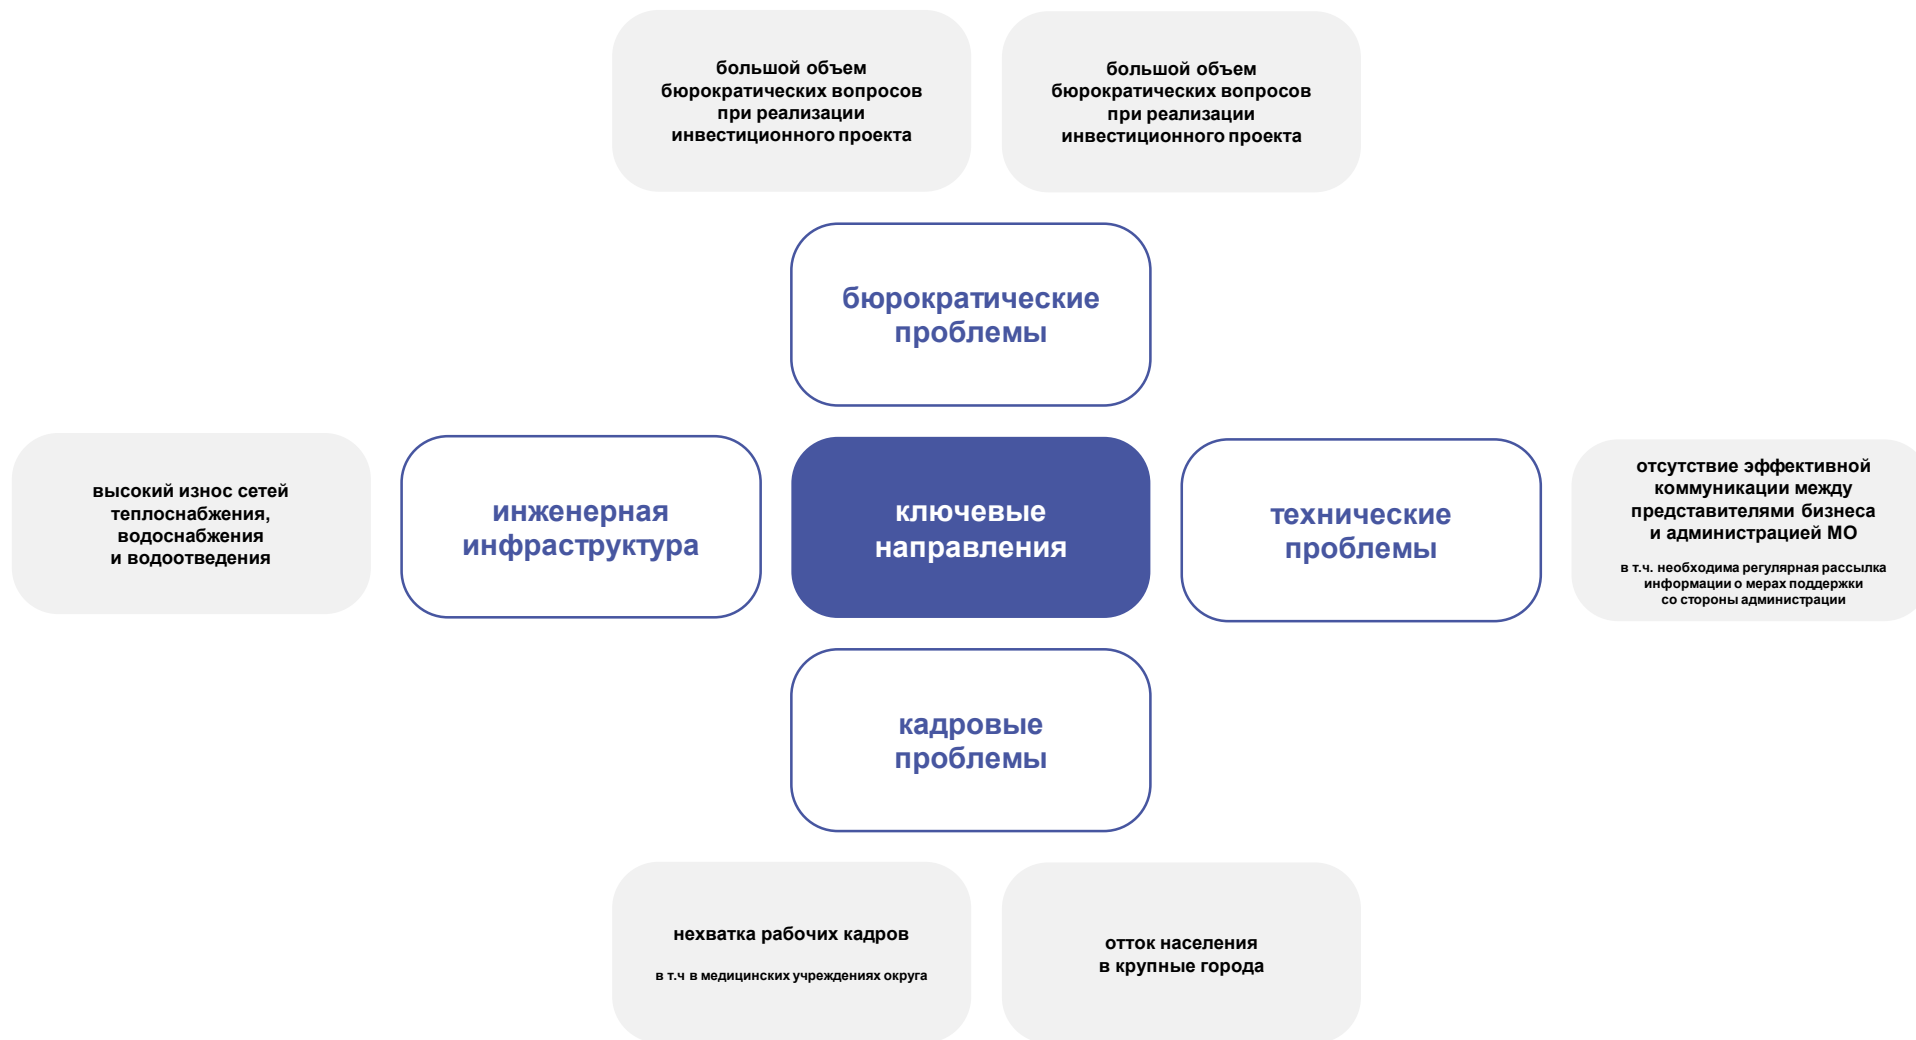 большой объем
бюрократических вопросов
при реализации
инвестиционного проекта
большой объем
бюрократических вопросов
при реализации
инвестиционного проекта
бюрократические
проблемы
высокий износ сетей
теплоснабжения,
водоснабжения
и водоотведения
инженерная
инфраструктура
ключевые
направления
технические
проблемы
отсутствие эффективной
коммуникации между
представителями бизнеса
и администрацией МО
в т.ч. необходима регулярная рассылка
информации о мерах поддержки
со стороны администрации
кадровые
проблемы
нехватка рабочих кадров
в т.ч в медицинских учреждениях округа
отток населения
в крупные города